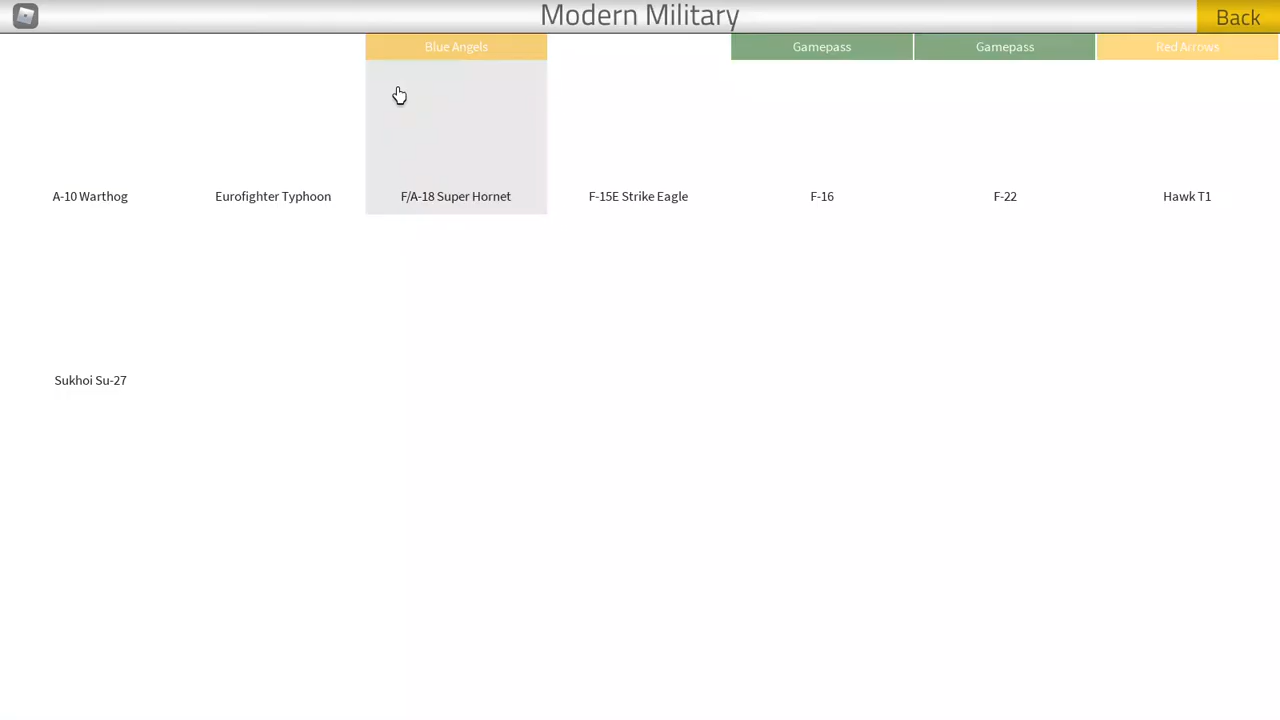 Modern Military
Back
Blue Angels
Gamepass
Gamepass
Red Arrows
A-10 Warthog
Eurofighter Typhoon
F/A-18 Super Hornet
F-15E Strike Eagle
F-16
F-22
Hawk T1
Sukhoi Su-27